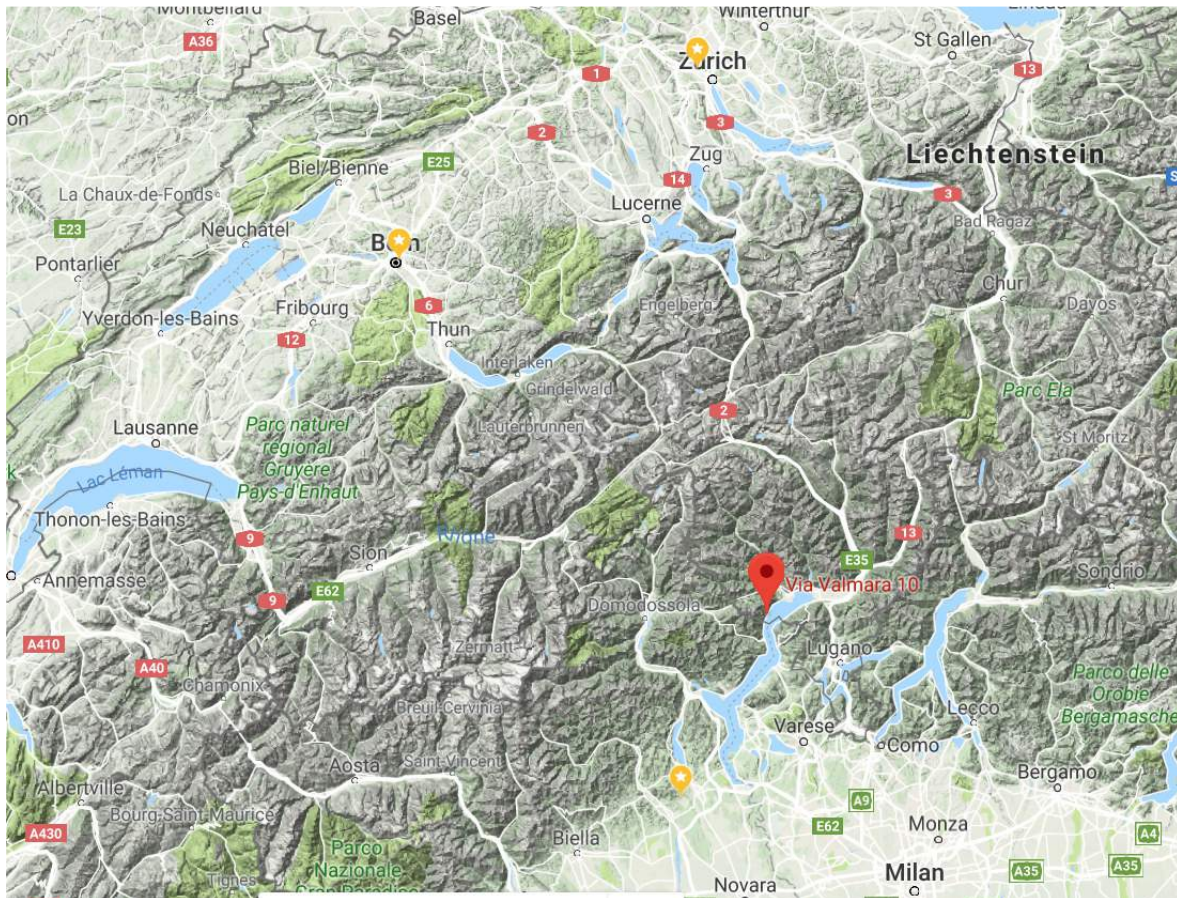 Montbéliard
Basel
Winterthur
A36
St Gallen
Zürich
1
13
3
2
Biel/Bienne
E25
Zug
14
Liechtenstein
La Chaux-de-Fonds
Lucerne
3
S
E23
Neuchâtel
Bad Ragaz
Bern
Pontarlier
Fribourg
6
Engelberg
Chur
Davos
Yverdon-les-Bains
12
Thun
Interlaken
Grindelwald
Parc Ela
2
Lausanne
Parc naturel
régional
Gruyère
Pays-d'Enhaut
Lauterbrunnen
St Moritz
Lac Léman
Thonon-les-Bains
9
Rhône
13
Sion
E35
Annemasse
Via Valmara 10
Sondrio
9
E62
Domodossola
A410
Zermatt
Lugano
A40
Chamonix
Breuil-Cervinia
Parco delle
Orobie
Bergamasche
Varese
Lecco
Como
Aosta
Saint-Vincent
Bergamo
Albertville
A9
Bourg-Saint-Maurice
E62
Monza
A430
Biella
A4
Parco
Nazionale
Gran Paradiso
Tignes
Milan
A35
A35
Novara